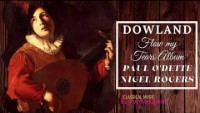 DOWLAND
Flow my
Tears Album
PAUL O'DETTE
NIGEL ROGERS
CLASSICAL MUSIC